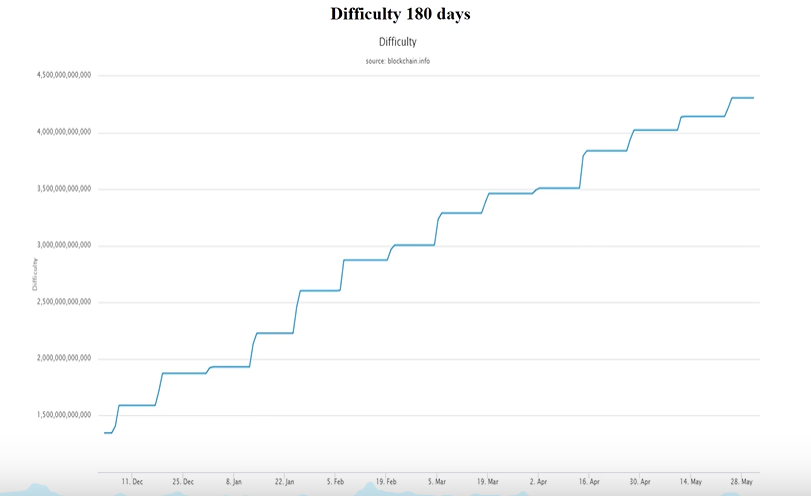 Difficulty 180 days
Difficulty
source: blockchain.info
4,500,000,000,000
4,000,000,000,000
3,500,000,000,000
3,000,000,000,000
2,500,000,000,000
2,000,000,000,000
1,500,000,000,000
Difficulty
11. Dec 25. Dec 8. Jan 22. Jan 5. Feb 19. Feb 5. Mar 19. Mar 2. Apr 16. Apr 30. Apr 14. May 28. May